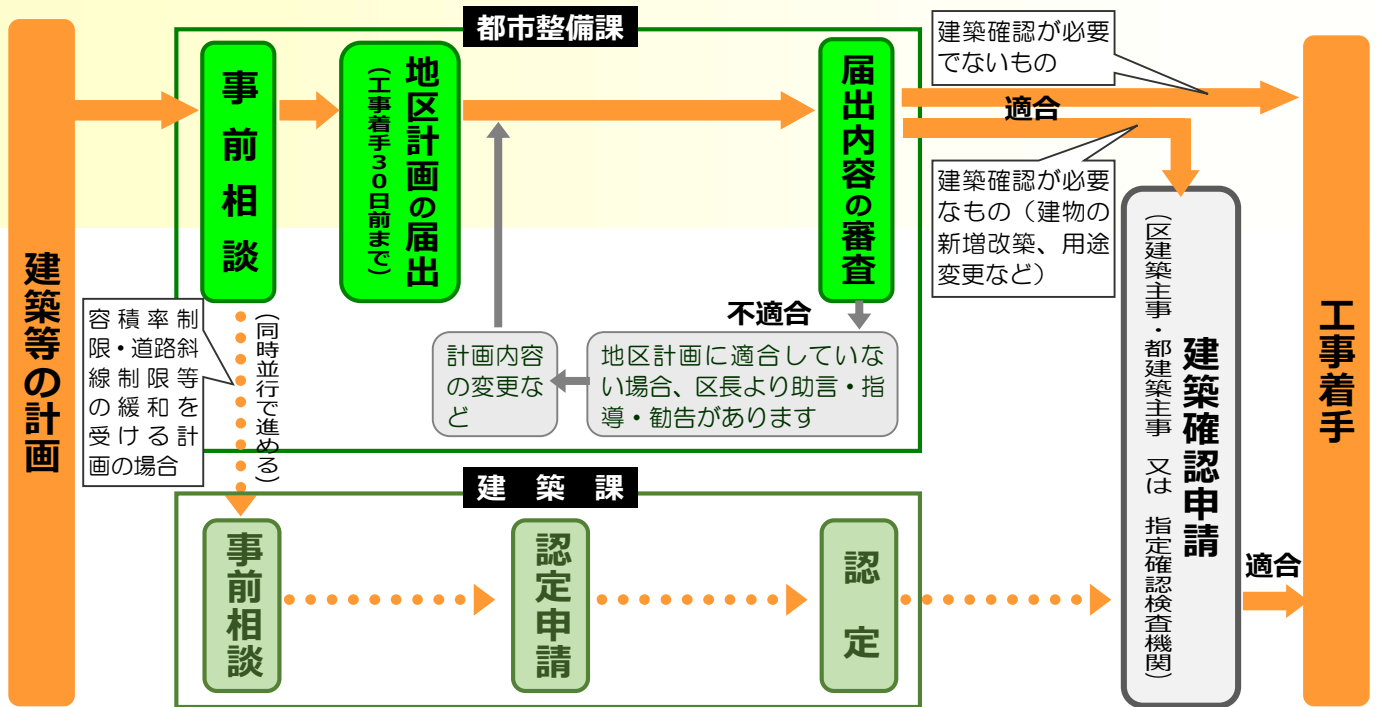 建築等の計画
都市整備課
事前相談
地区計画の届出
（工事着手30日前まで）
届出内容の審査
建築確認が必要
でないもの
適合
建築確認が必要
なもの（建物の
新増改築、用途
変更など）
不適合
地区計画に適合していな
い場合、区長より助言・指
導・勧告があります
計画内容
の変更な
ど
容積率制
限・道路斜
線制限等
の緩和を
受ける計
画の場合
（同時並行で進める）
建築課
事前相談
認定申請
認定
建築確認申請
（区建築主事・都建築主事 又は 指定確認検査機関）
適合
工事着手